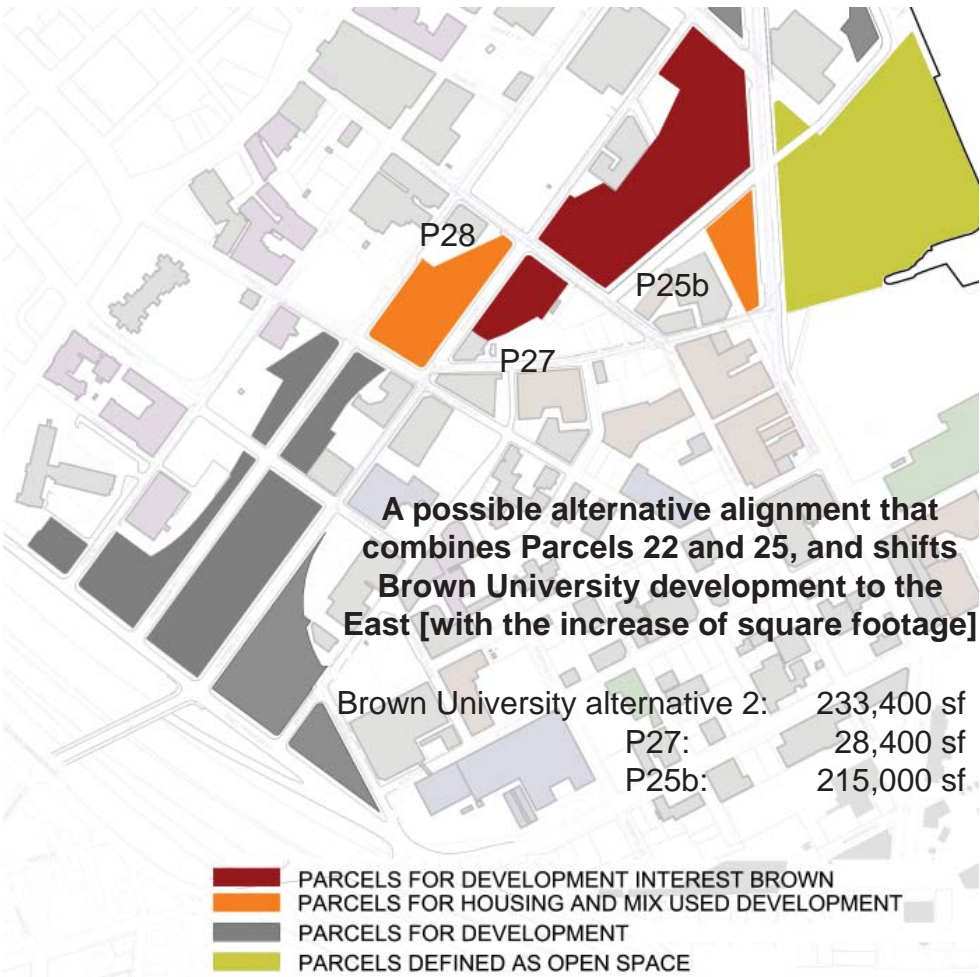 P28
P25b
P27
A possible alternative alignment that
combines Parcels 22 and 25, and shifts
Brown University development to the
East [with the increase of square footage]
Brown University alternative 2: 233,400 sf
P27: 28,400 sf
P25b: 215,000 sf
PARCELS FOR DEVELOPMENT INTEREST BROWN
PARCELS FOR HOUSING AND MIX USED DEVELOPMENT
PARCELS FOR DEVELOPMENT
PARCELS DEFINED AS OPEN SPACE